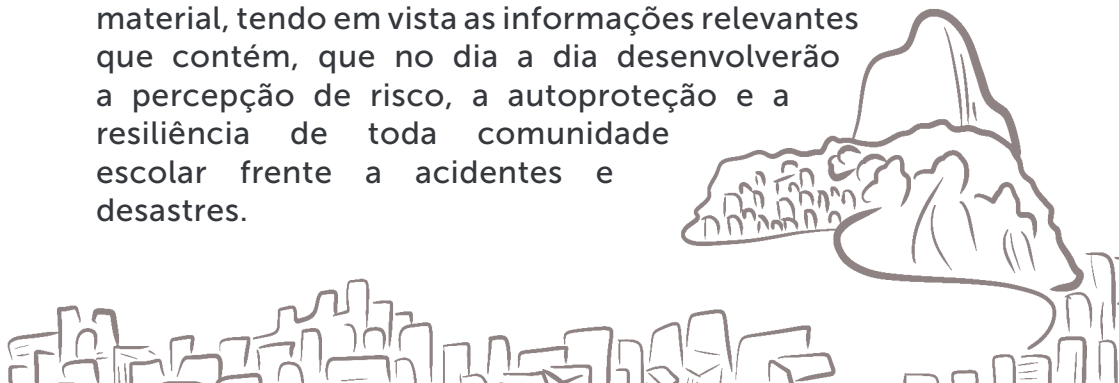 material, tendo em vista as informações relevantes
que contém, que no dia a dia desenvolverão
a percepção de risco, a autoproteção e a
resiliência de toda comunidade
escolar frente a acidentes e
desastres.